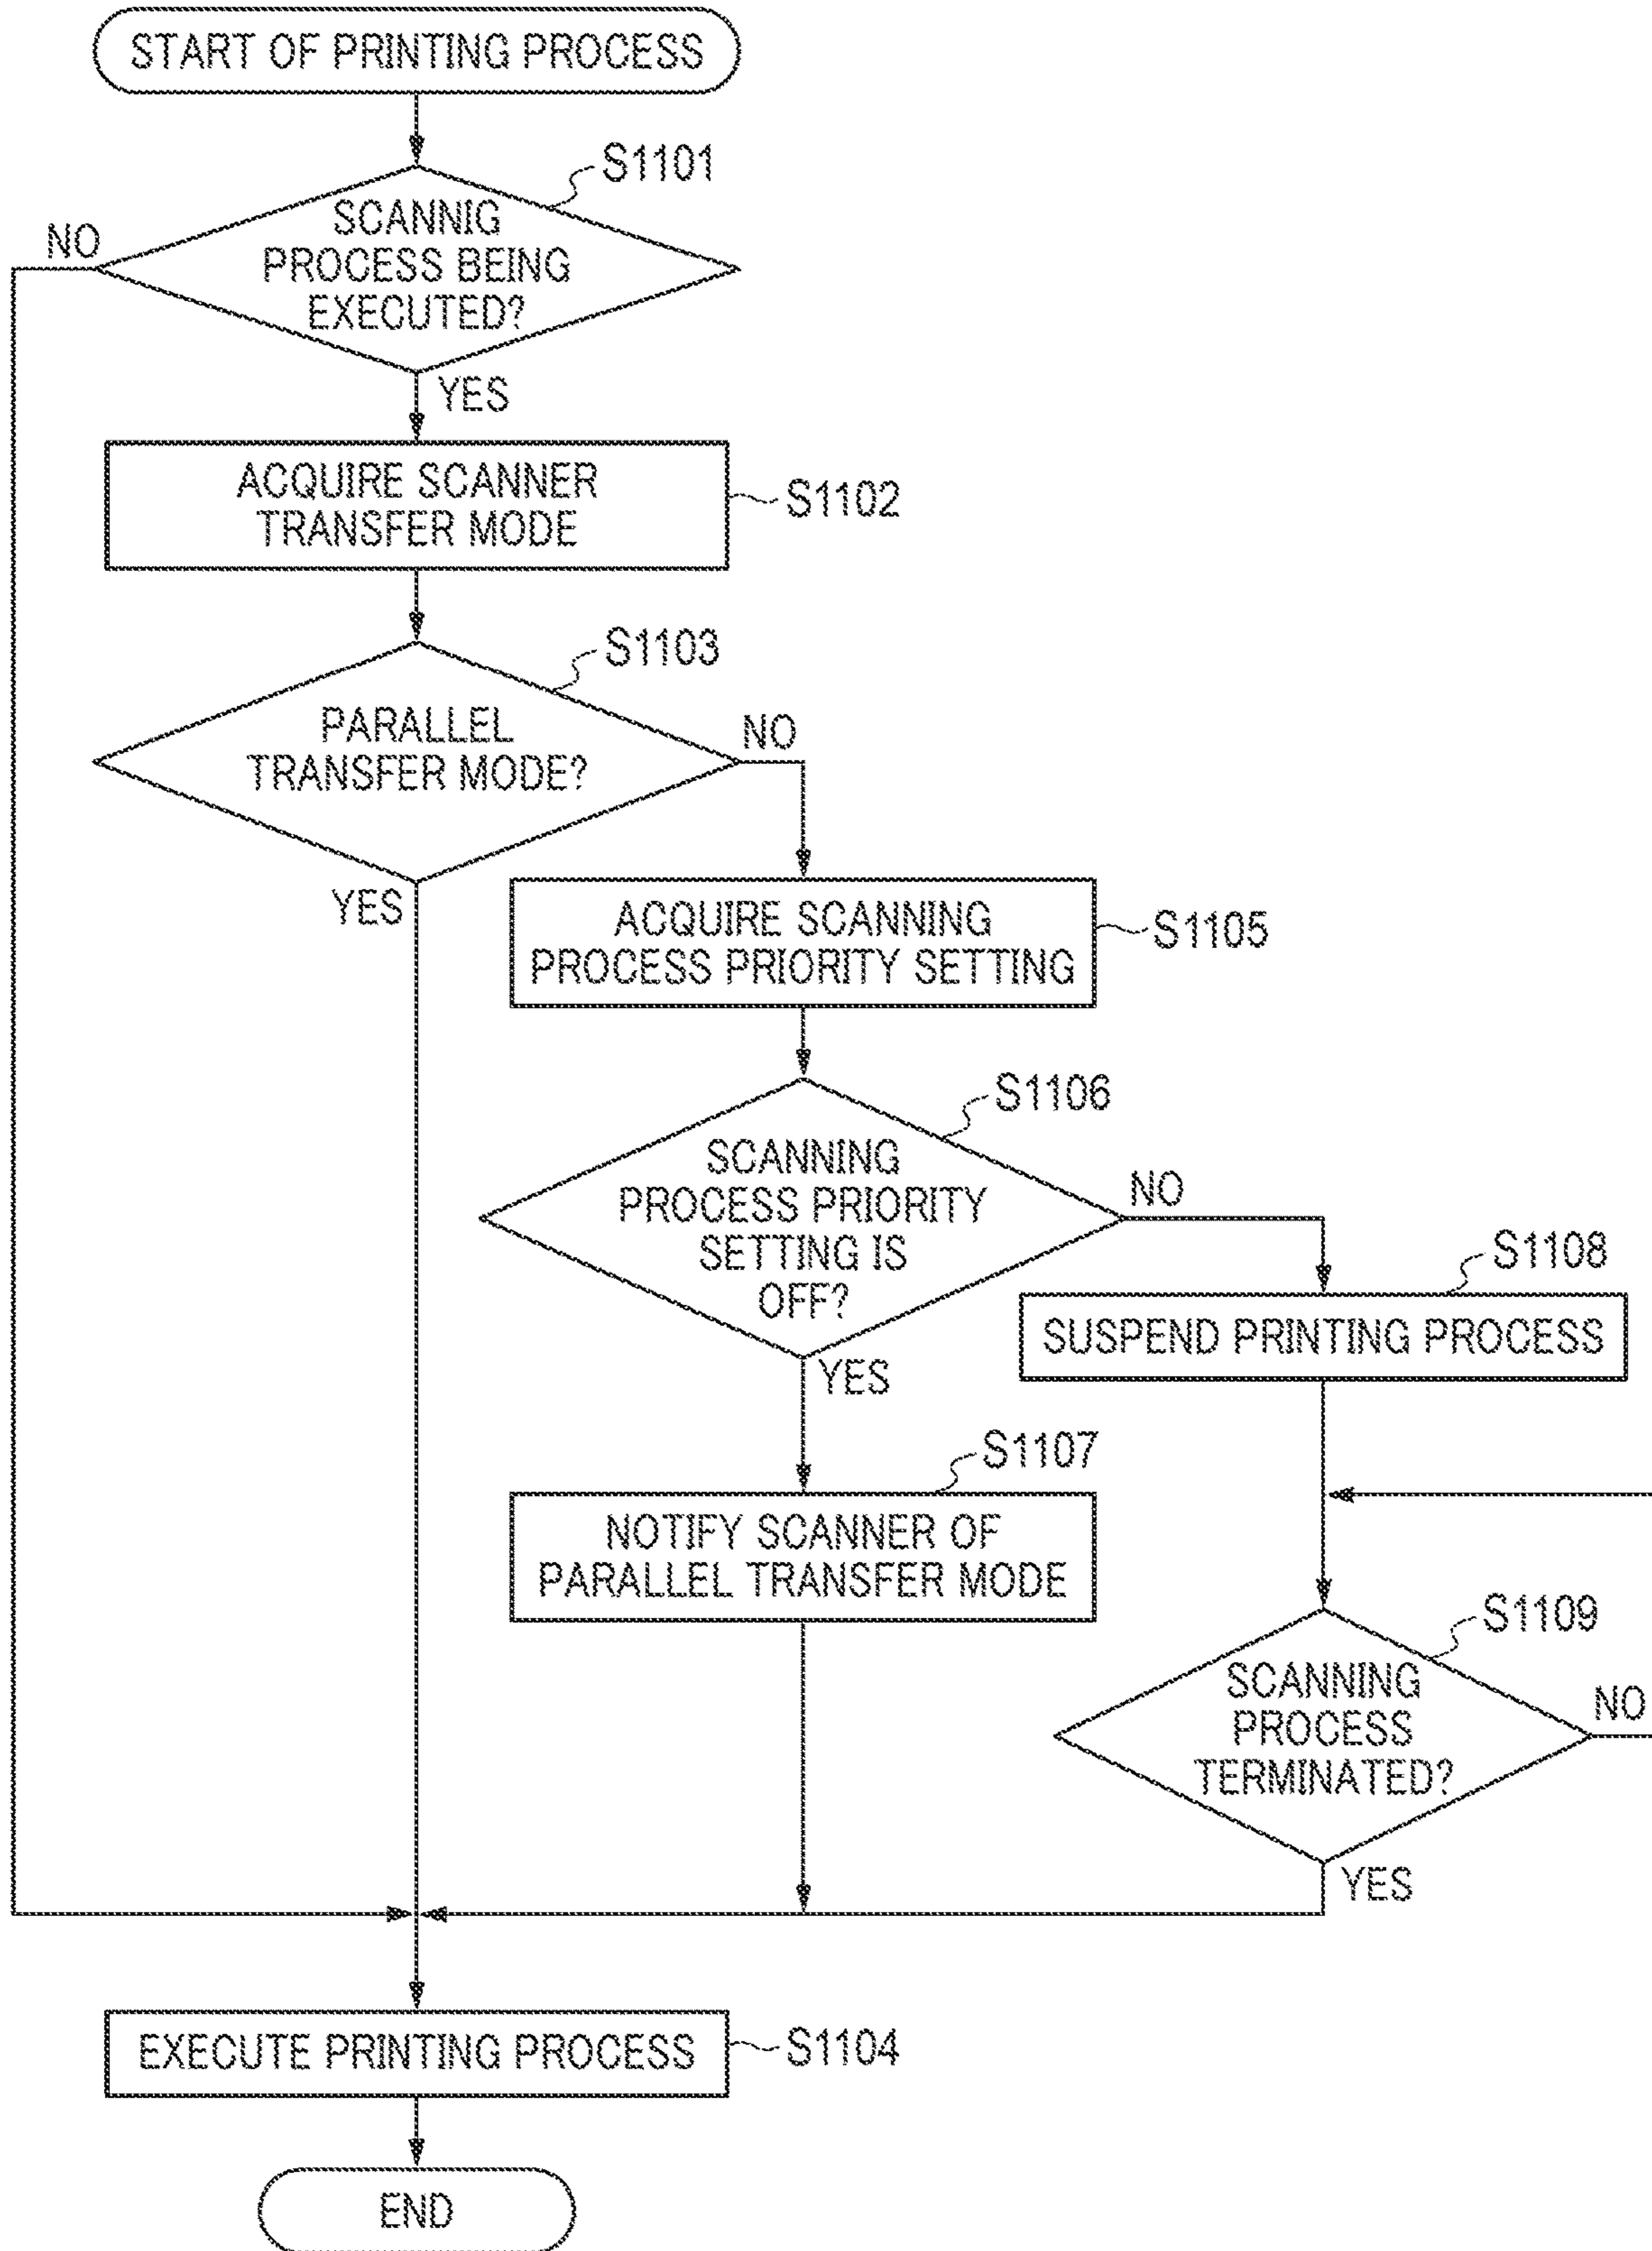 START OF PRINTING PROCESS
S1101
SCANNIG
PROCESS BEING
EXECUTED?
NO
YES
ACQUIRE SCANNER
TRANSFER MODE
S1102
S1103
PARALLEL
TRANSFER MODE?
NO
YES
ACQUIRE SCANNING
PROCESS PRIORITY SETTING
S1105
S1106
SCANNING
PROCESS PRIORITY
SETTING IS
OFF?
NO
YES
S1108
SUSPEND PRINTING PROCESS
S1107
NOTIFY SCANNER OF
PARALLEL TRANSFER MODE
S1109
SCANNING
PROCESS
TERMINATED?
NO
YES
EXECUTE PRINTING PROCESS
S1104
END